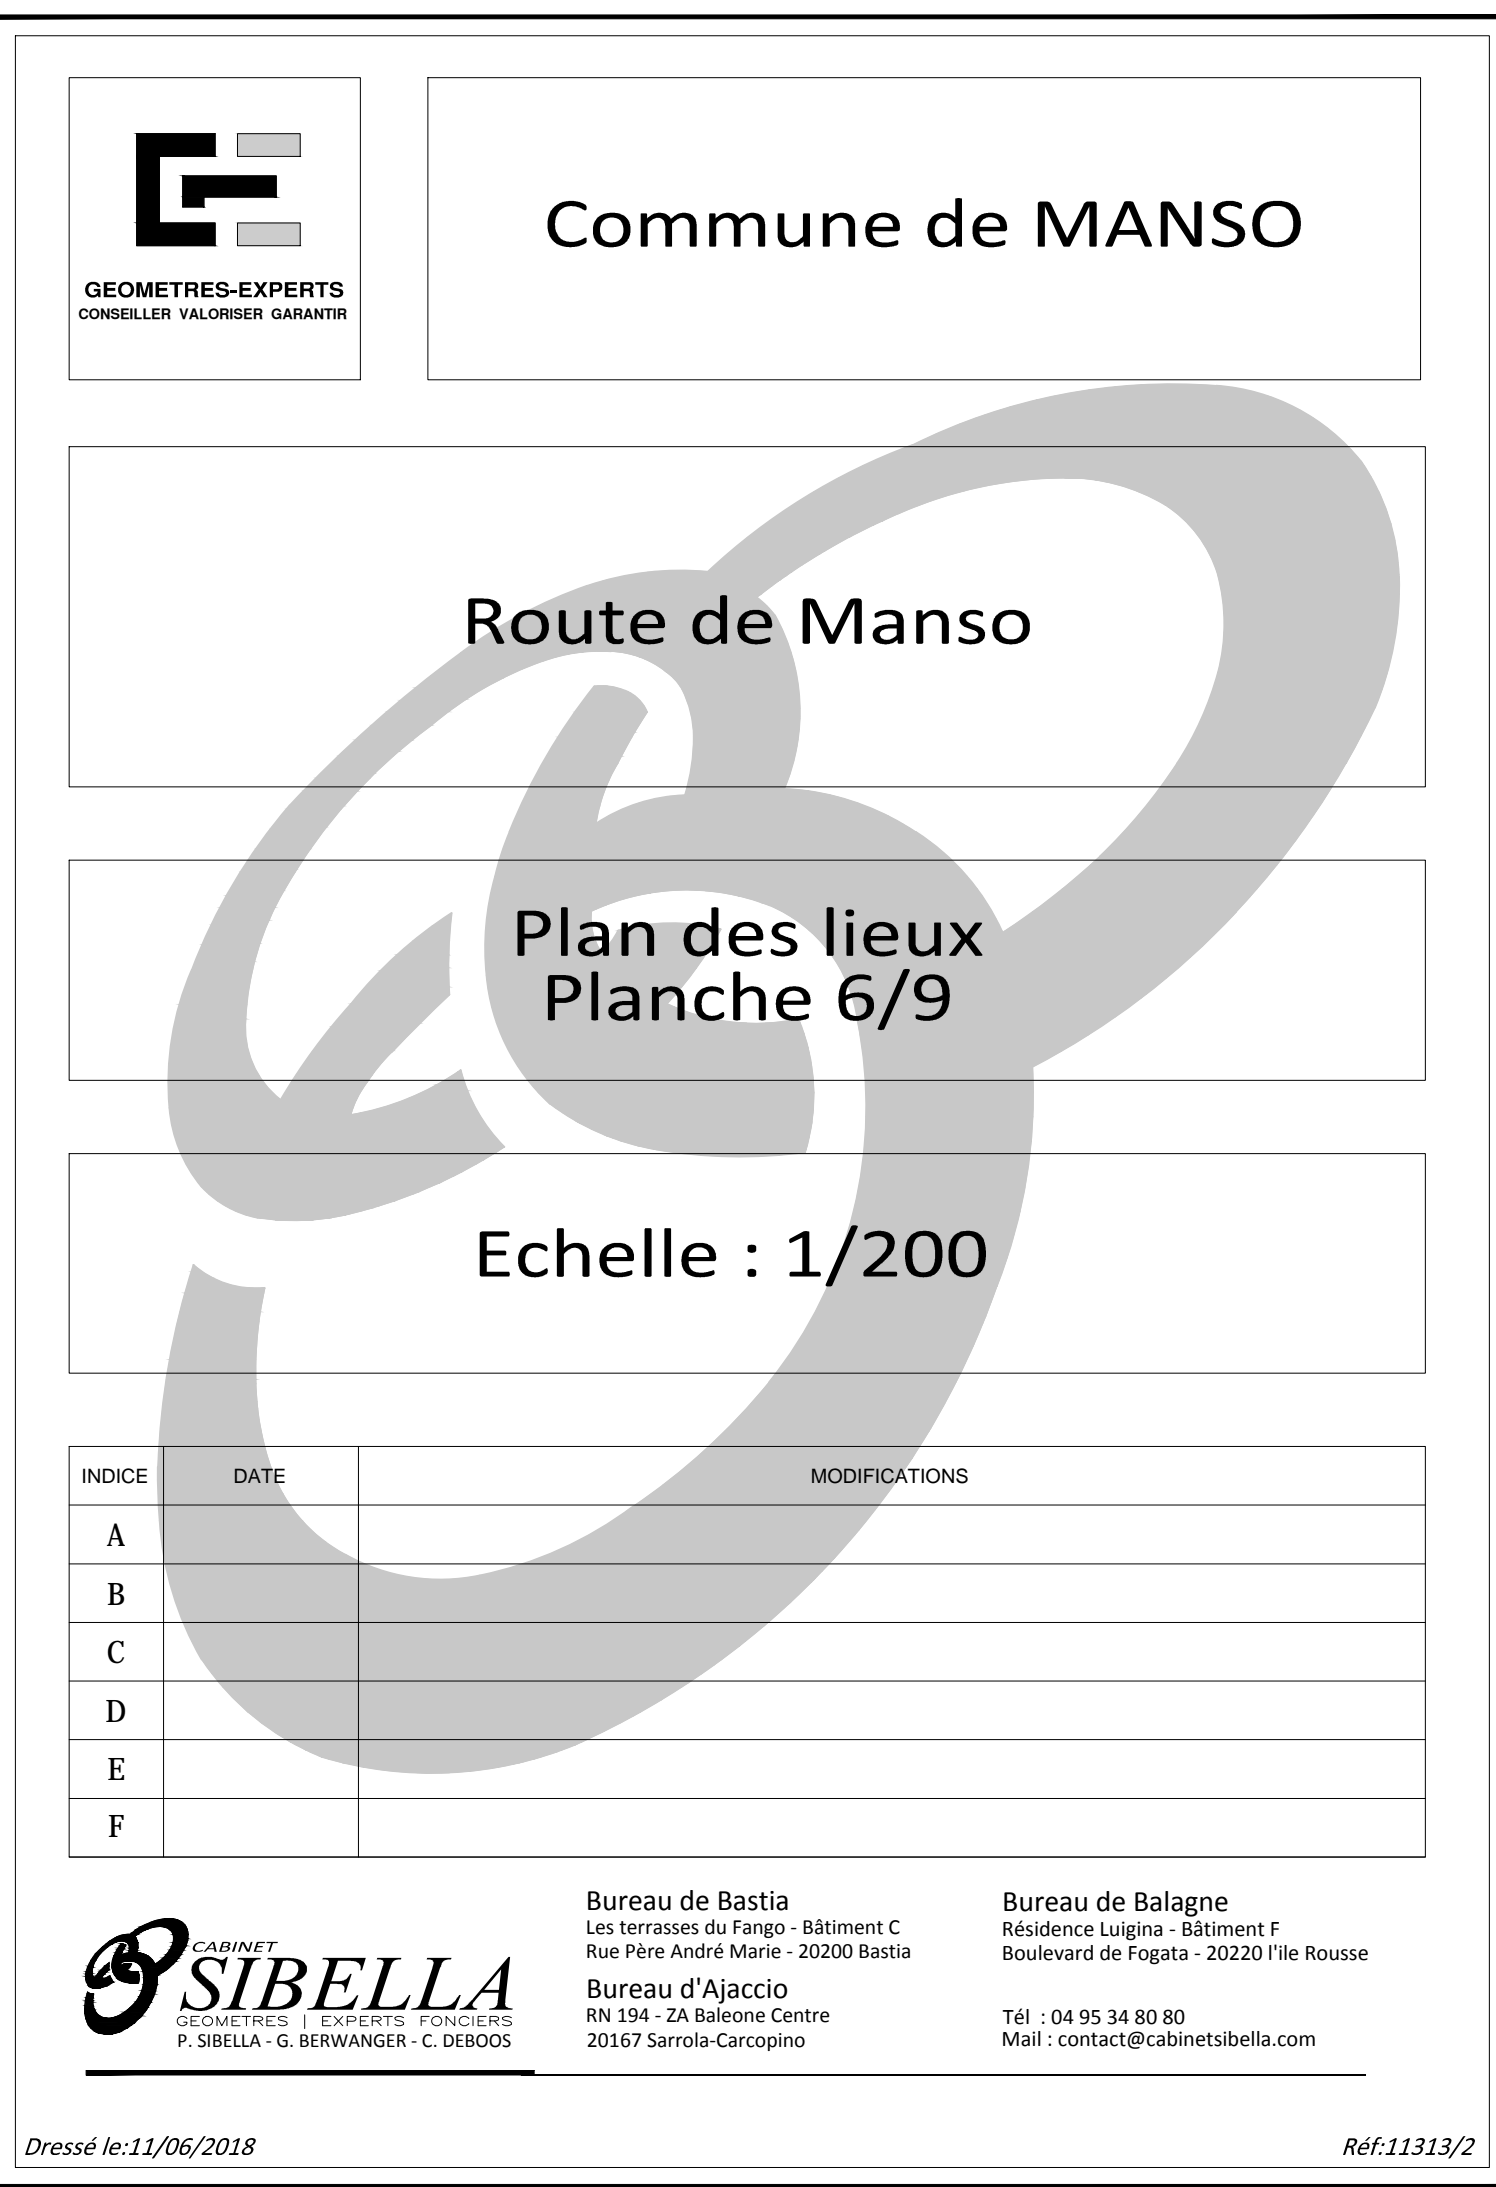 GEOMETRES-EXPERTS
CONSEILLER VALORISER GARANTIR
Commune de MANSO
Route de Manso
Plan des lieux
Planche 6/9
Echelle : 1/200
INDICE DATE MODIFICATIONS
A
B
C
D
E
F
CABINET
SIBELLA
GEOMETRES | EXPERTS FONCIERS
P. SIBELLA - G. BERWANGER - C. DEBOOS
Bureau de Bastia
Les terrasses du Fango - Bâtiment C
Rue Père André Marie - 20200 Bastia
Bureau d'Ajaccio
RN 194 - ZA Baleone Centre
20167 Sarrola-Carcopino
Bureau de Balagne
Résidence Luigina - Bâtiment F
Boulevard de Fogata - 20220 l'ile Rousse
Tél : 04 95 34 80 80
Mail : contact@cabinetsibella.com
Dressé le:11/06/2018
Réf:11313/2